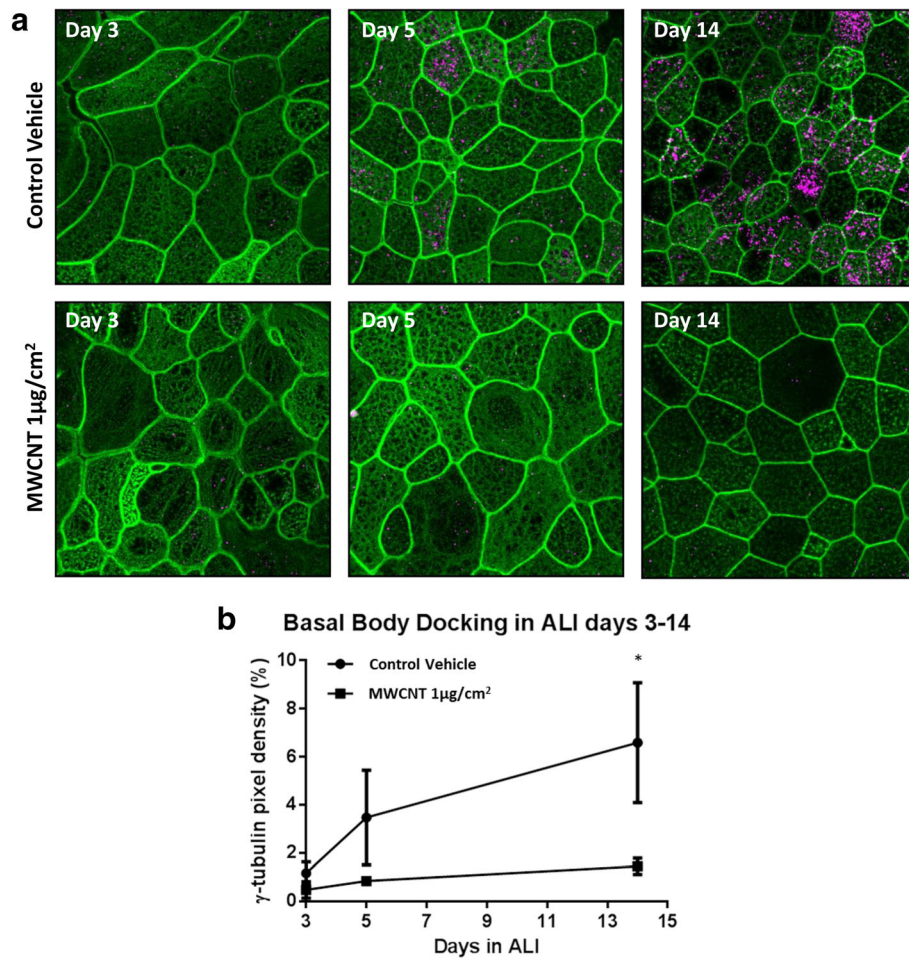 a
Day 3
Day 5
Day 14
Control Vehicle
Day 3
Day 5
Day 14
MWCNT 1µg/cm²
b
Basal Body Docking in ALI days 3-14
γ-tubulin pixel density (%)
10
8
6
4
2
0
Control Vehicle
MWCNT 1µg/cm²
*
3
5
7
9
11
13
15
Days in ALI